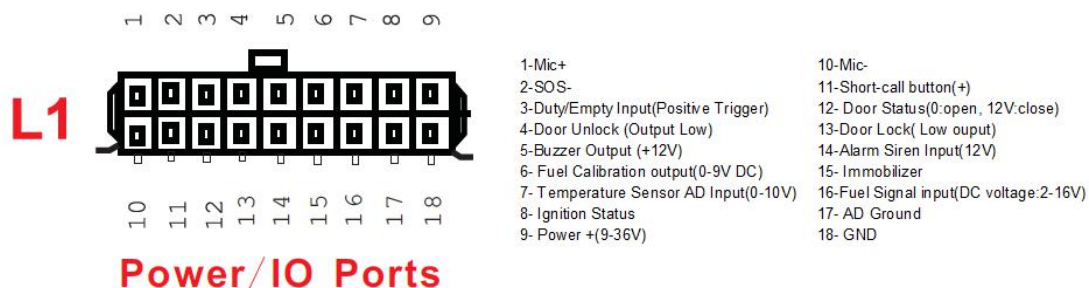 1 2 3 4 5 6 7 8 9
L1
10 11 12 13 14 15 16 17 18
Power/IO Ports
1-Mic+
2-SOS-
3-Duty/Empty Input(Positive Trigger)
4-Door Unlock (Output Low)
5-Buzzer Output (+12V)
6- Fuel Calibration output(0-9V DC)
7- Temperature Sensor AD Input(0-10V)
8- Ignition Status
9- Power +(9-36V)
10-Mic-
11-Short-call button(+)
12- Door Status(0:open, 12V:close)
13-Door Lock( Low ouput)
14-Alarm Siren Input(12V)
15- Immobilizer
16-Fuel Signal input(DC voltage:2-16V)
17- AD Ground
18- GND